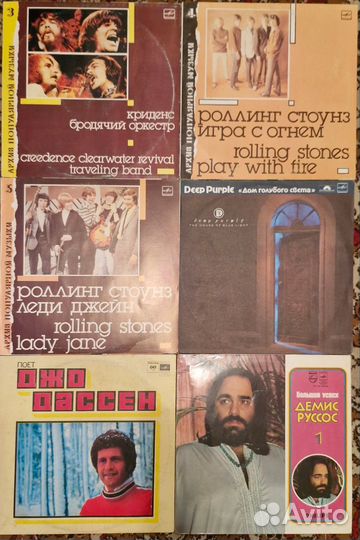 3
АРХИВ ПОПУЛЯРНОЙ МУЗЫКИ
криденс
бродячий оркестр
creedence clearwater revival
traveling band
4
АРХИВ ПОПУЛЯРНОЙ МУЗЫКИ
роллинг стоунз
игра с огнем
rolling stones
play with fire
5
АРХИВ ПОПУЛЯРНОЙ МУЗЫКИ
роллинг стоунз
леди джейн
rolling stones
lady jane
DEEP PURPLE «Дом голубого света»
deep purple
THE HOUSE OF BLUE LIGHT
ПОЕТ
ДЖО
ДАССЕН
Большой успех
ДЕМИС
РУССОС
1
Avito